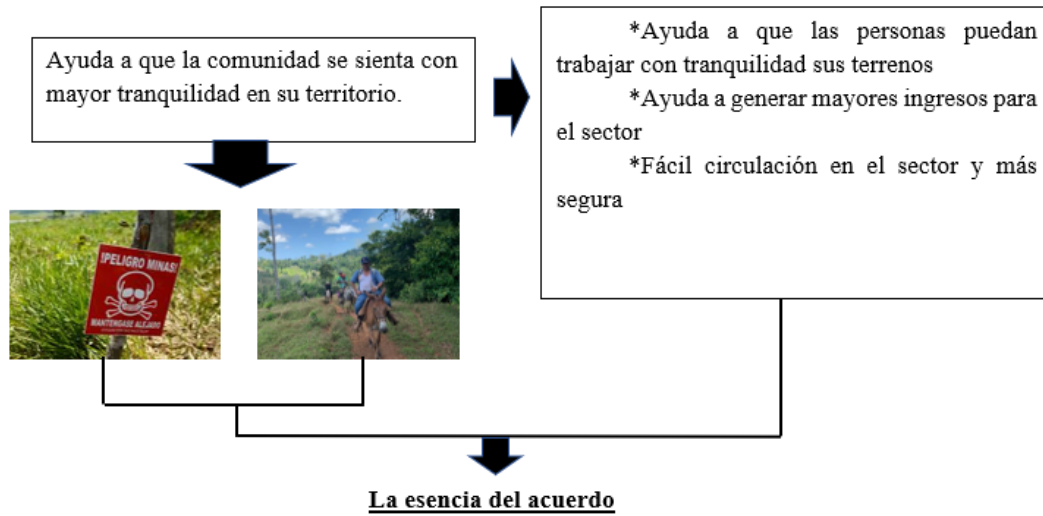 Ayuda a que la comunidad se sienta con
mayor tranquilidad en su territorio.
*Ayuda a que las personas puedan
trabajar con tranquilidad sus terrenos
*Ayuda a generar mayores ingresos para
el sector
*Fácil circulación en el sector y más
segura
!PELIGRO MINAS!
MANTENGASE ALEJADO
La esencia del acuerdo